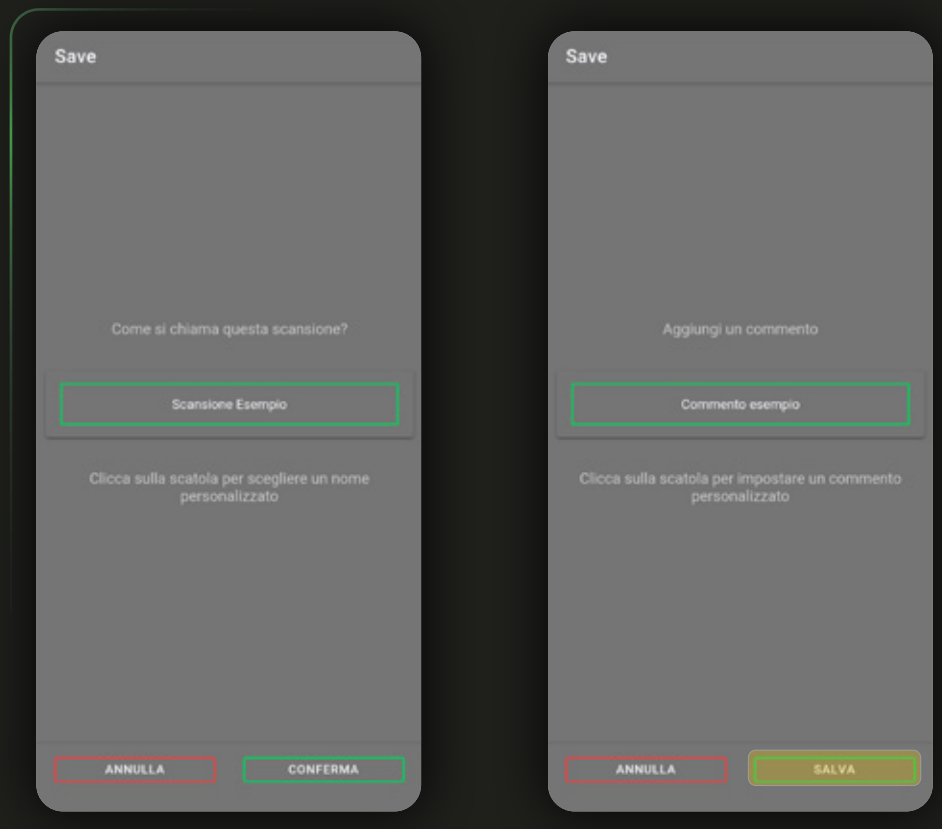 Save
Come si chiama questa scansione?
Scansione Esempio
Clicca sulla scatola per scegliere un nome
personalizzato
ANNULLA
CONFERMA
Save
Aggiungi un commento
Commento esempio
Clicca sulla scatola per impostare un commento
personalizzato
ANNULLA
SALVA